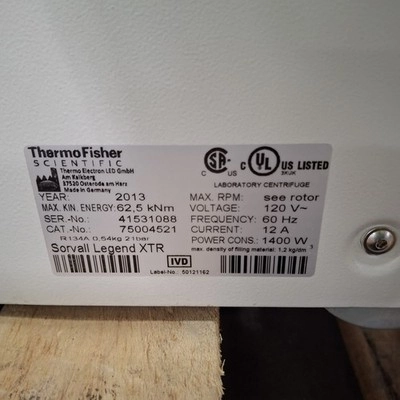 ThermoFisher
SCIENTIFIC
Thermo Electron LED GmbH
Am Kalkberg
37520 Osterode am Harz
Made in Germany
YEAR: 2013
MAX. KIN. ENERGY: 62,5 kNm
SER.-No.: 41531088
CAT.-No.: 75004521
R134A 0,54kg 21bar
Sorvall Legend XTR
SA
C US
C UL US LISTED
LABORATORY CENTRIFUGE
MAX. RPM: see rotor
VOLTAGE: 120 V~
FREQUENCY: 60 Hz
CURRENT: 12 A
POWER CONS.: 1400 W
max. density of filling material: 1.2 kg/dm³
IVD
Label-No.: 50121162